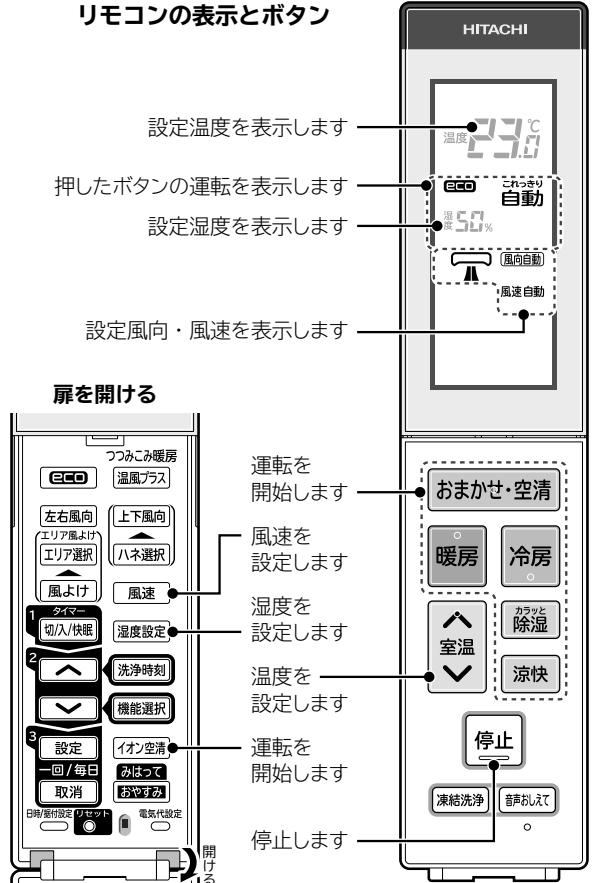 リモコンの表示とボタン
HITACHI
設定温度を表示します
温度 23.0 ℃
押したボタンの運転を表示します
eco
これっきり
自動
設定湿度を表示します
湿度 50%
風向自動
風速自動
設定風向・風速を表示します
扉を開ける
つつみこみ暖房
eco
温風プラス
左右風向
上下風向
エリア風よけ
エリア選択
ハネ選択
風よけ
風速
1
タイマー
切/入/快眠
湿度設定
2
洗浄時刻
機能選択
3
設定
イオン空清
一回/毎日
みはって
取消
おやすみ
日時/据付設定
リセット
電気代設定
開ける
運転を
開始します
風速を
設定します
湿度を
設定します
温度を
設定します
運転を
開始します
停止します
おまかせ・空清
暖房
冷房
室温
カラッと
除湿
涼快
停止
凍結洗浄
音声おしえて